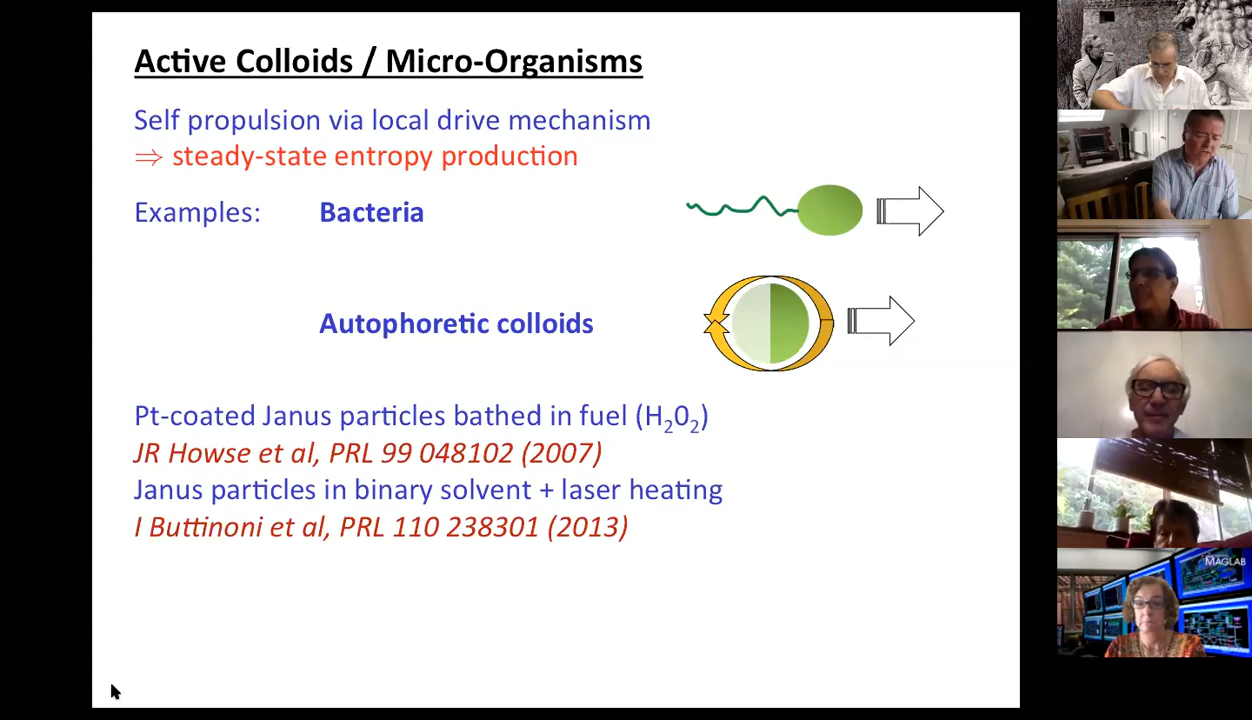 Active Colloids / Micro-Organisms
Self propulsion via local drive mechanism
⇒ steady-state entropy production
Examples: Bacteria
Autophoretic colloids
Pt-coated Janus particles bathed in fuel (H₂0₂)
JR Howse et al, PRL 99 048102 (2007)
Janus particles in binary solvent + laser heating
I Buttinoni et al, PRL 110 238301 (2013)
MAGLAB